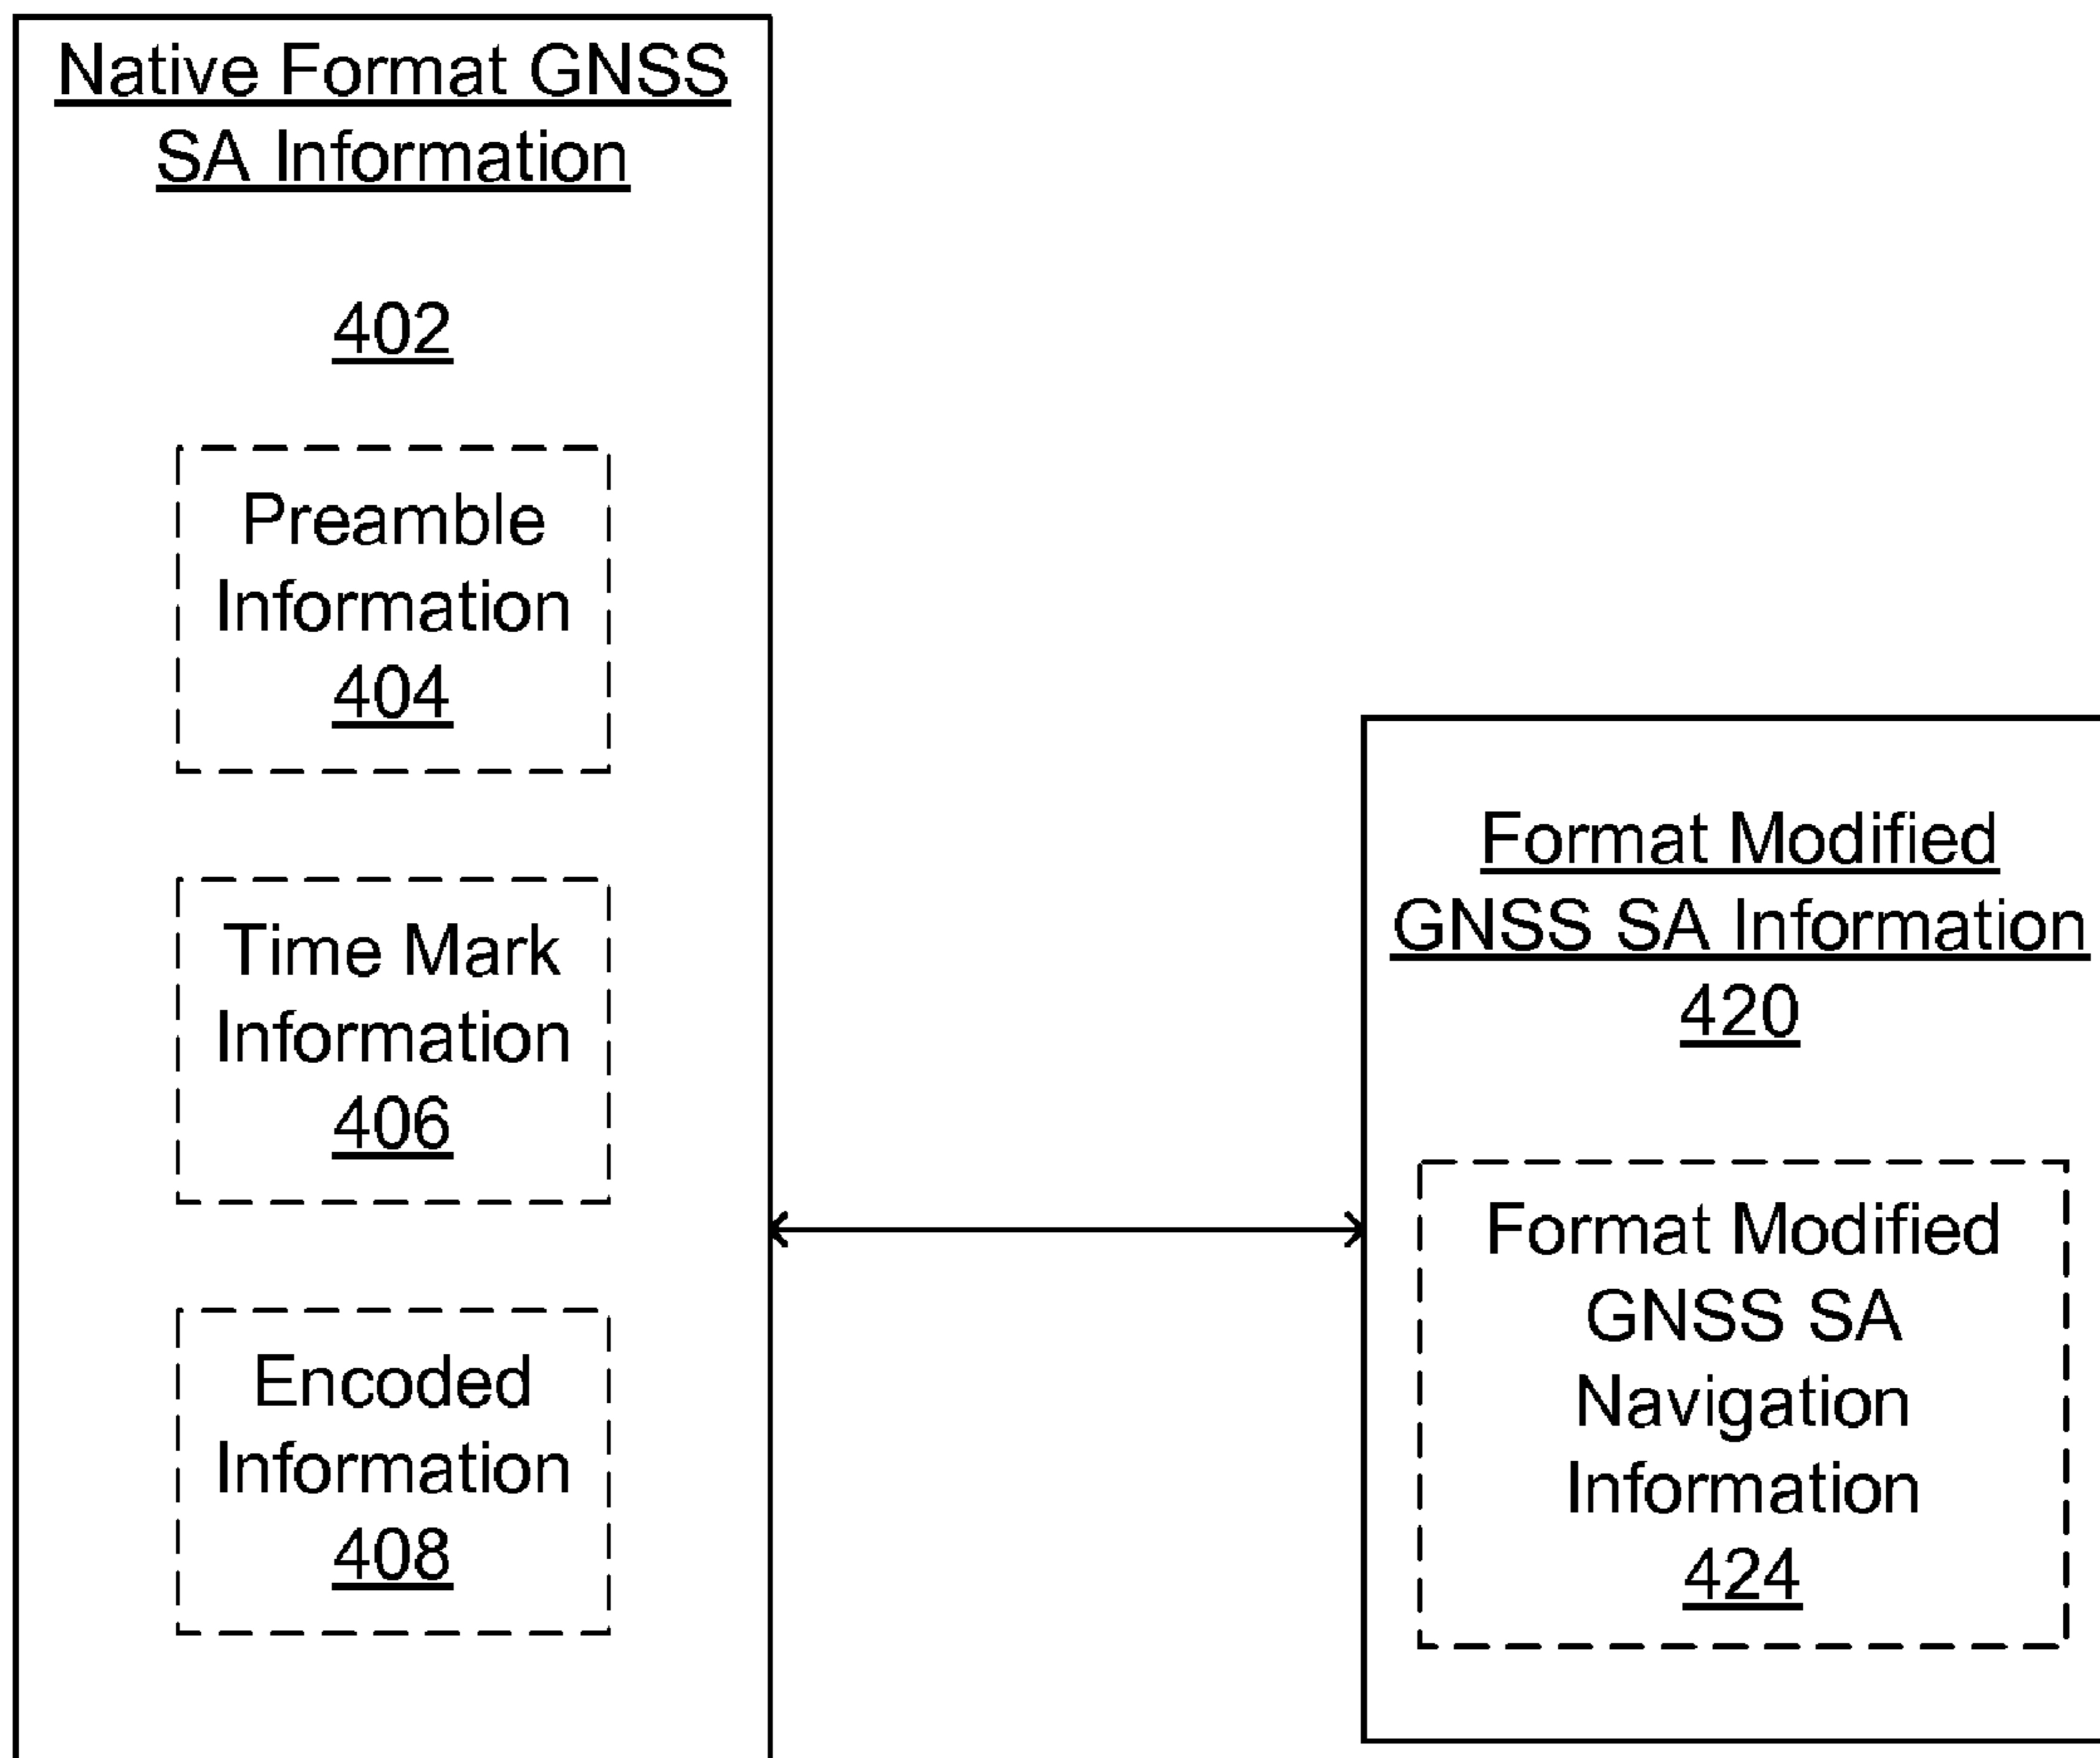 Native Format GNSS
SA Information
402
Preamble
Information
404
Time Mark
Information
406
Encoded
Information
408
Format Modified
GNSS SA Information
420
Format Modified
GNSS SA
Navigation
Information
424